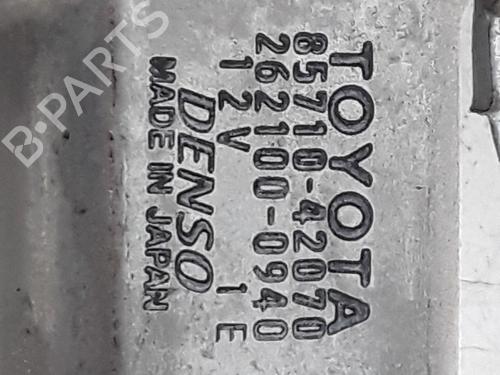 TOYOTA
85710-42070
262100-0940
12V 1E
DENSO
MADE IN JAPAN
B-PARTS